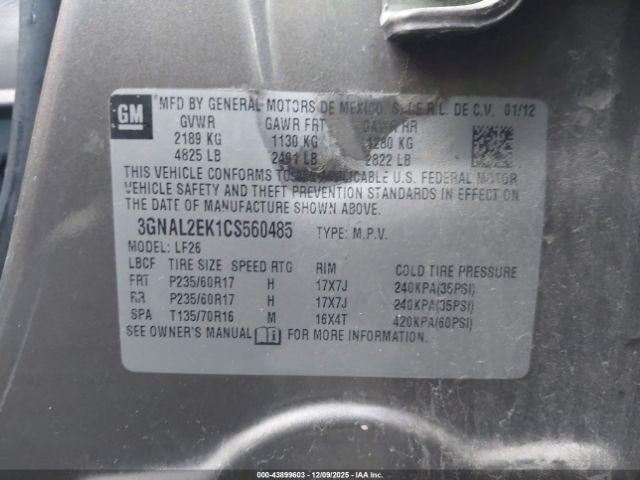 GM
MFD BY GENERAL MOTORS DE MEXICO, S. DE R.L. DE C.V. 01/12
GVWR GAWR FRT GAWR RR
2189 KG 1130 KG 1280 KG
4825 LB 2491 LB 2822 LB
THIS VEHICLE CONFORMS TO ALL APPLICABLE U.S. FEDERAL MOTOR
VEHICLE SAFETY AND THEFT PREVENTION STANDARDS IN EFFECT ON
THE DATE OF MANUFACTURE SHOWN ABOVE.
3GNAL2EK1CS560485 TYPE: M.P.V.
MODEL: LF26
LBCF TIRE SIZE SPEED RTG RIM COLD TIRE PRESSURE
FRT P235/60R17 H 17X7J 240KPA(35PSI)
RR P235/60R17 H 17X7J 240KPA(35PSI)
SPA T135/70R16 M 16X4T 420KPA(60PSI)
SEE OWNER'S MANUAL i FOR MORE INFORMATION.
000-43899603 - 12/09/2025 - IAAI.COM